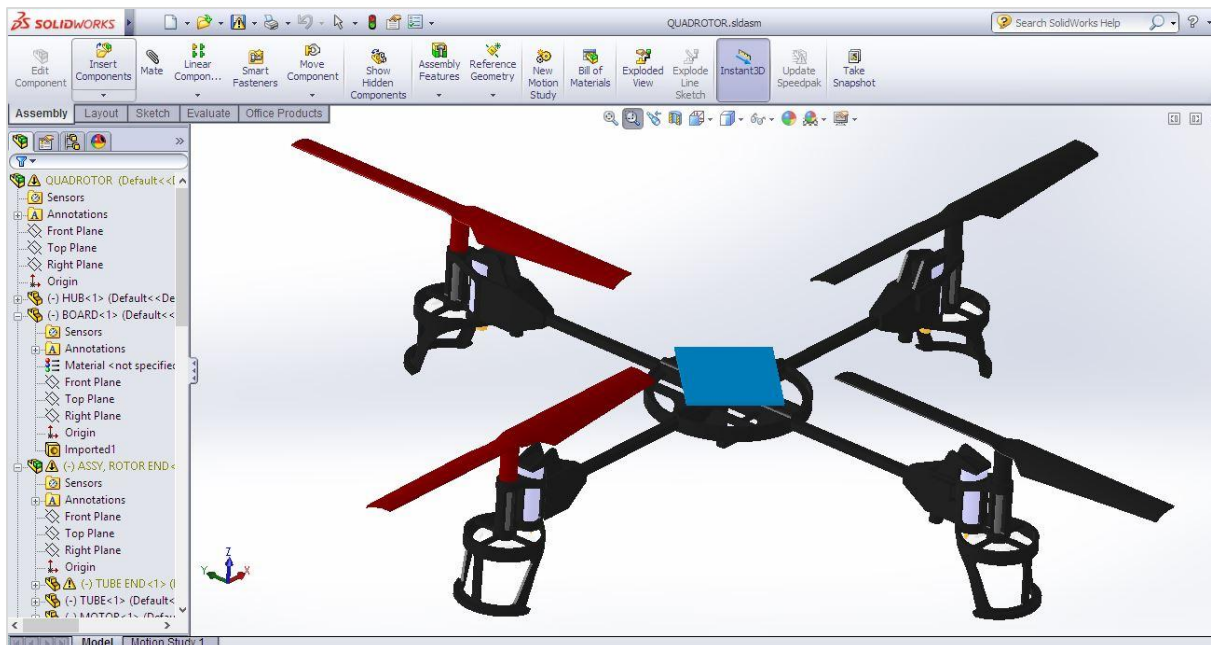 SOLIDWORKS
QUADROTOR.sldasm
Search SolidWorks Help
?
Edit Component
Insert Components
Mate
Linear Compon...
Smart Fasteners
Move Component
Show Hidden Components
Assembly Features
Reference Geometry
New Motion Study
Bill of Materials
Exploded View
Explode Line Sketch
Instant3D
Update Speedpak
Take Snapshot
Assembly Layout Sketch Evaluate Office Products
»
QUADROTOR (Default<<
Sensors
A Annotations
Front Plane
Top Plane
Right Plane
Origin
(-) HUB<1> (Default<<De
(-) BOARD<1> (Default<<
Sensors
A Annotations
Material <not specified
Front Plane
Top Plane
Right Plane
Origin
Imported1
(-) ASSY, ROTOR END<
Sensors
A Annotations
Front Plane
Top Plane
Right Plane
Origin
(-) TUBE END<1> (
(-) TUBE<1> (Default<
(-) MOTOR<1> (Defau
Z
Y X
Model Motion Study 1